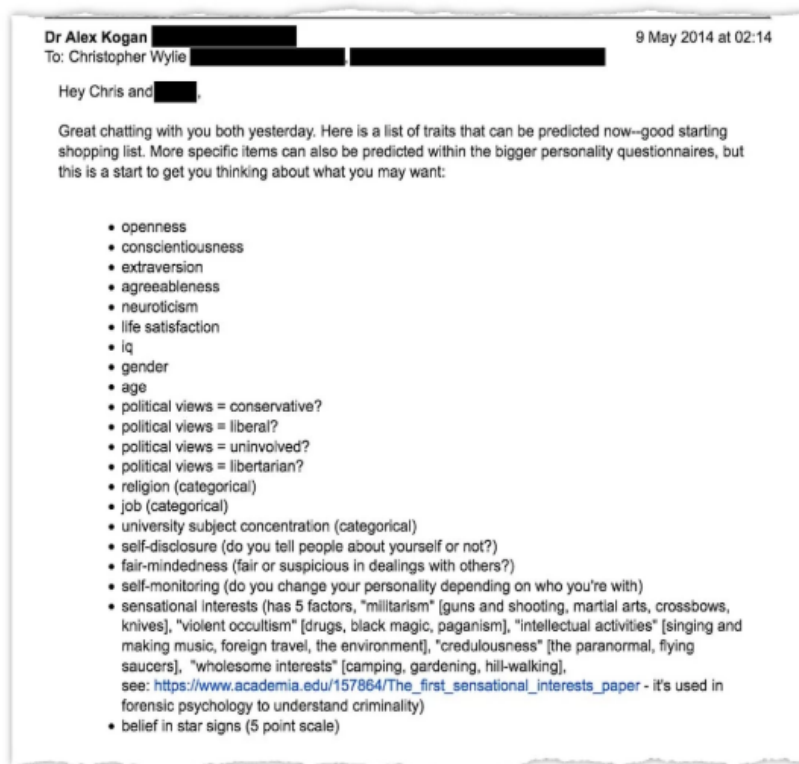 Dr Alex Kogan
9 May 2014 at 02:14
To: Christopher Wylie ,
Hey Chris and ,
Great chatting with you both yesterday. Here is a list of traits that can be predicted now--good starting
shopping list. More specific items can also be predicted within the bigger personality questionnaires, but
this is a start to get you thinking about what you may want:
• openness
• conscientiousness
• extraversion
• agreeableness
• neuroticism
• life satisfaction
• iq
• gender
• age
• political views = conservative?
• political views = liberal?
• political views = uninvolved?
• political views = libertarian?
• religion (categorical)
• job (categorical)
• university subject concentration (categorical)
• self-disclosure (do you tell people about yourself or not?)
• fair-mindedness (fair or suspicious in dealings with others?)
• self-monitoring (do you change your personality depending on who you're with)
• sensational interests (has 5 factors, "militarism" [guns and shooting, martial arts, crossbows,
knives], "violent occultism" [drugs, black magic, paganism], "intellectual activities" [singing and
making music, foreign travel, the environment], "credulousness" [the paranormal, flying
saucers], "wholesome interests" [camping, gardening, hill-walking],
see: https://www.academia.edu/157864/The_first_sensational_interests_paper - it's used in
forensic psychology to understand criminality)
• belief in star signs (5 point scale)